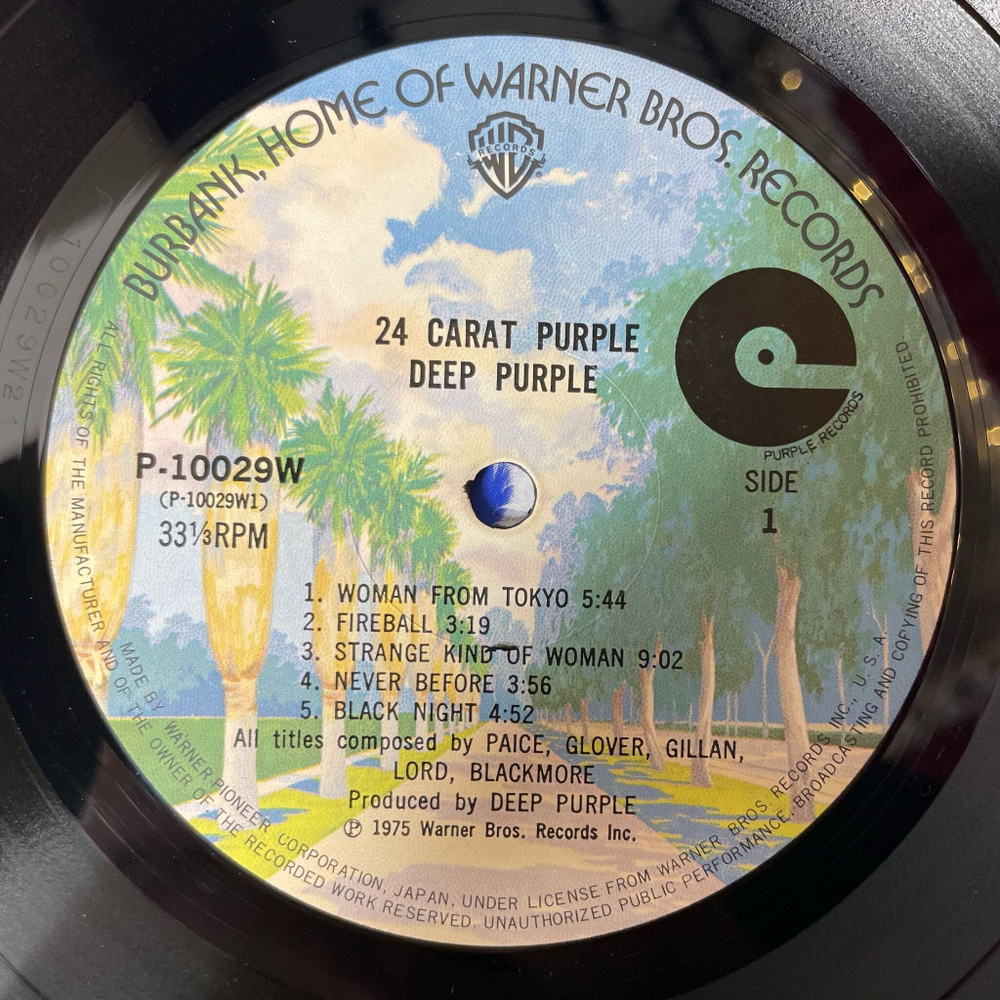 BURBANK, HOME OF WARNER BROS. RECORDS
RECORDS
24 CARAT PURPLE
DEEP PURPLE
PURPLE RECORDS
P-10029W
(P-10029W1)
33⅓RPM
SIDE
1
1. WOMAN FROM TOKYO 5:44
2. FIREBALL 3:19
3. STRANGE KIND OF WOMAN 9:02
4. NEVER BEFORE 3:56
5. BLACK NIGHT 4:52
All titles composed by PAICE, GLOVER, GILLAN,
LORD, BLACKMORE
Produced by DEEP PURPLE
Ⓟ 1975 Warner Bros. Records Inc.
MADE BY WARNER-PIONEER CORPORATION, JAPAN, UNDER LICENSE FROM WARNER BROS. RECORDS INC., U. S. A.
ALL RIGHTS OF THE MANUFACTURER AND OF THE OWNER OF THE RECORDED WORK RESERVED. UNAUTHORIZED PUBLIC PERFORMANCE, BROADCASTING AND COPYING OF THIS RECORD PROHIBITED.
10029W21